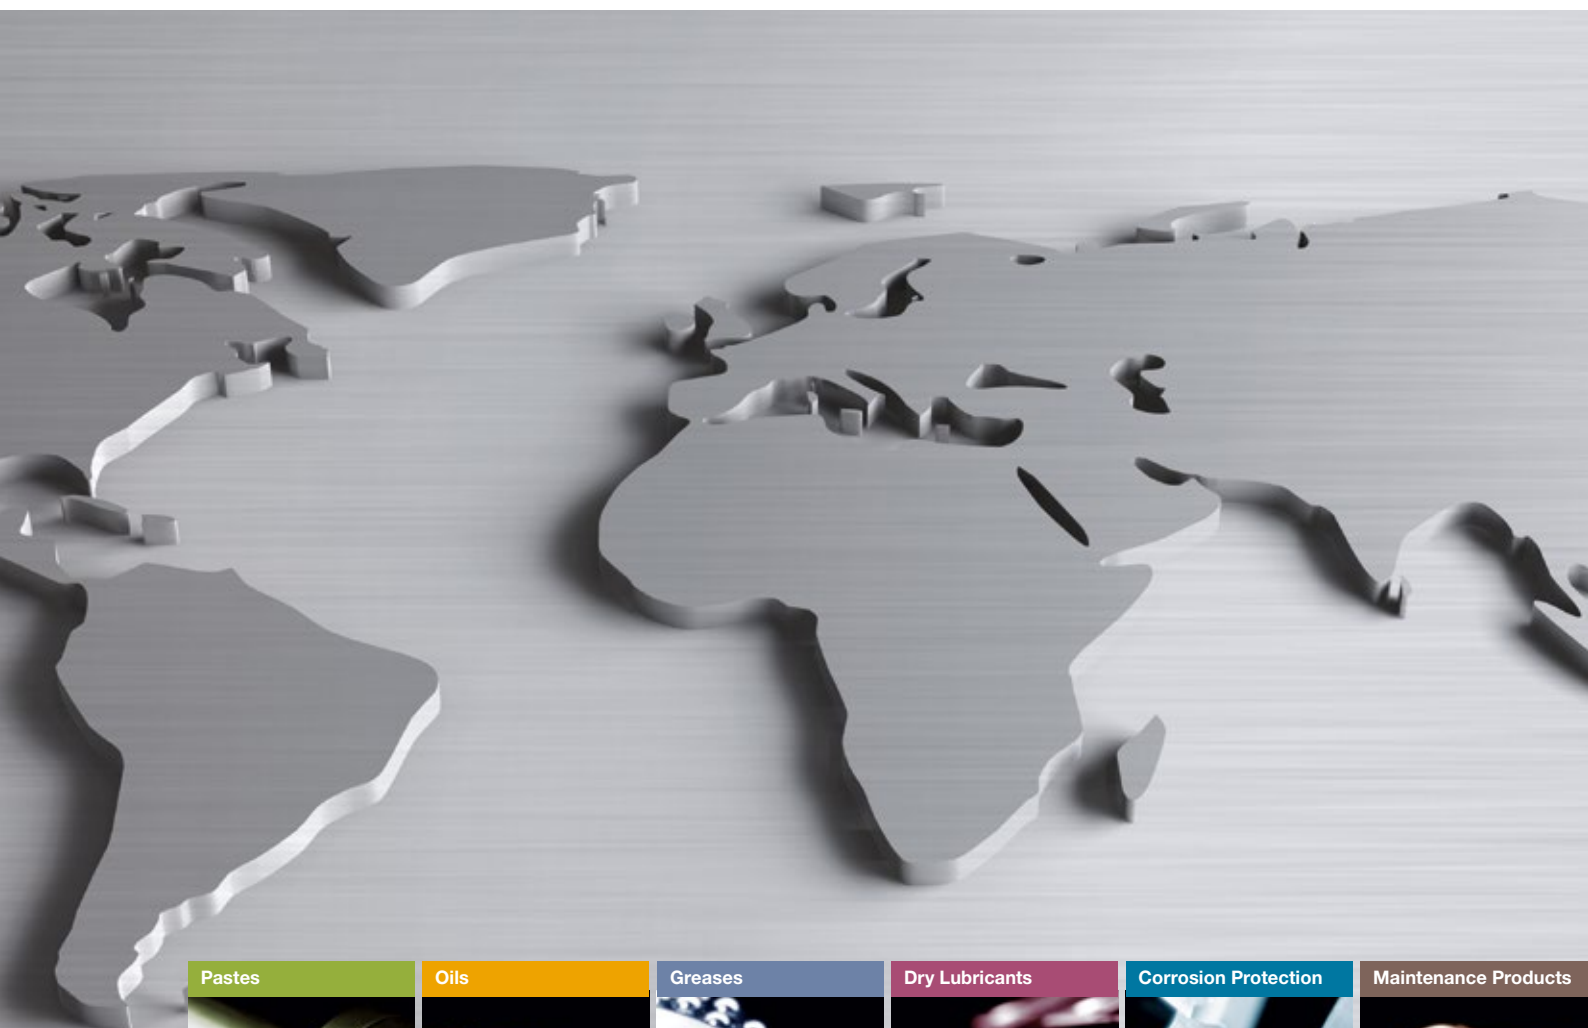 Pastes
Oils
Greases
Dry Lubricants
Corrosion Protection
Maintenance Products